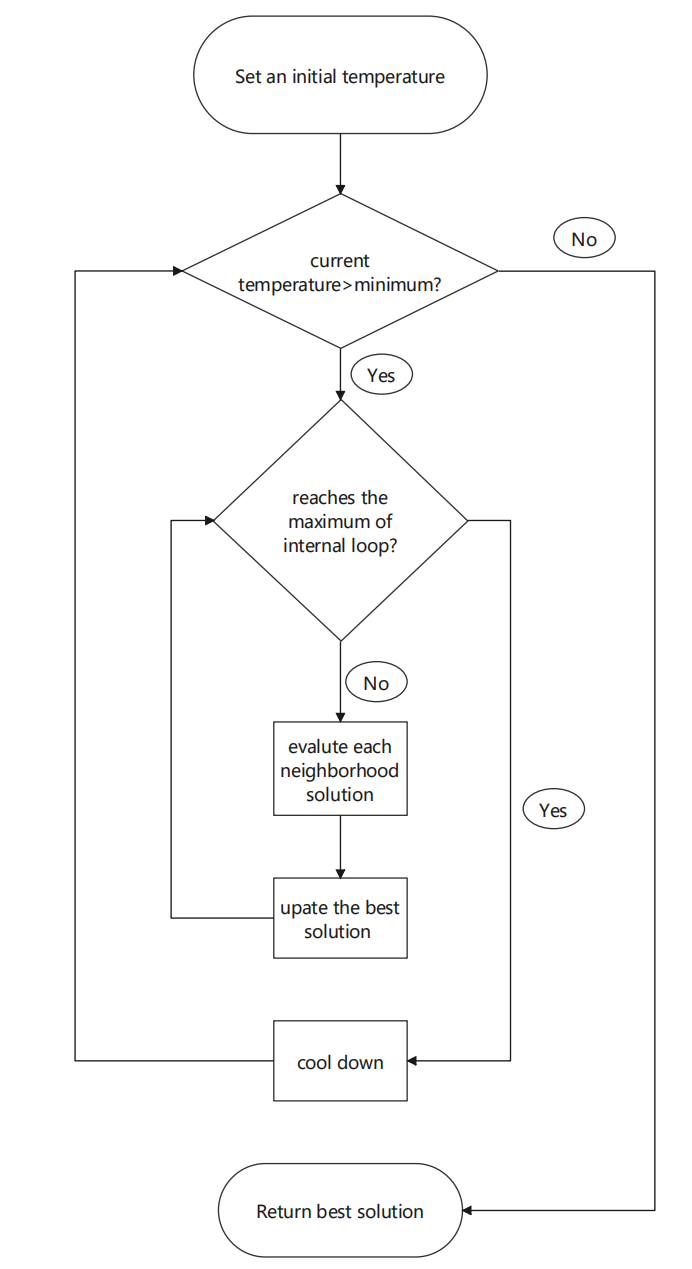 Set an initial temperature
current
temperature>minimum?
No
Yes
reaches the
maximum of
internal loop?
No
evalute each
neighborhood
solution
Yes
upate the best
solution
cool down
Return best solution